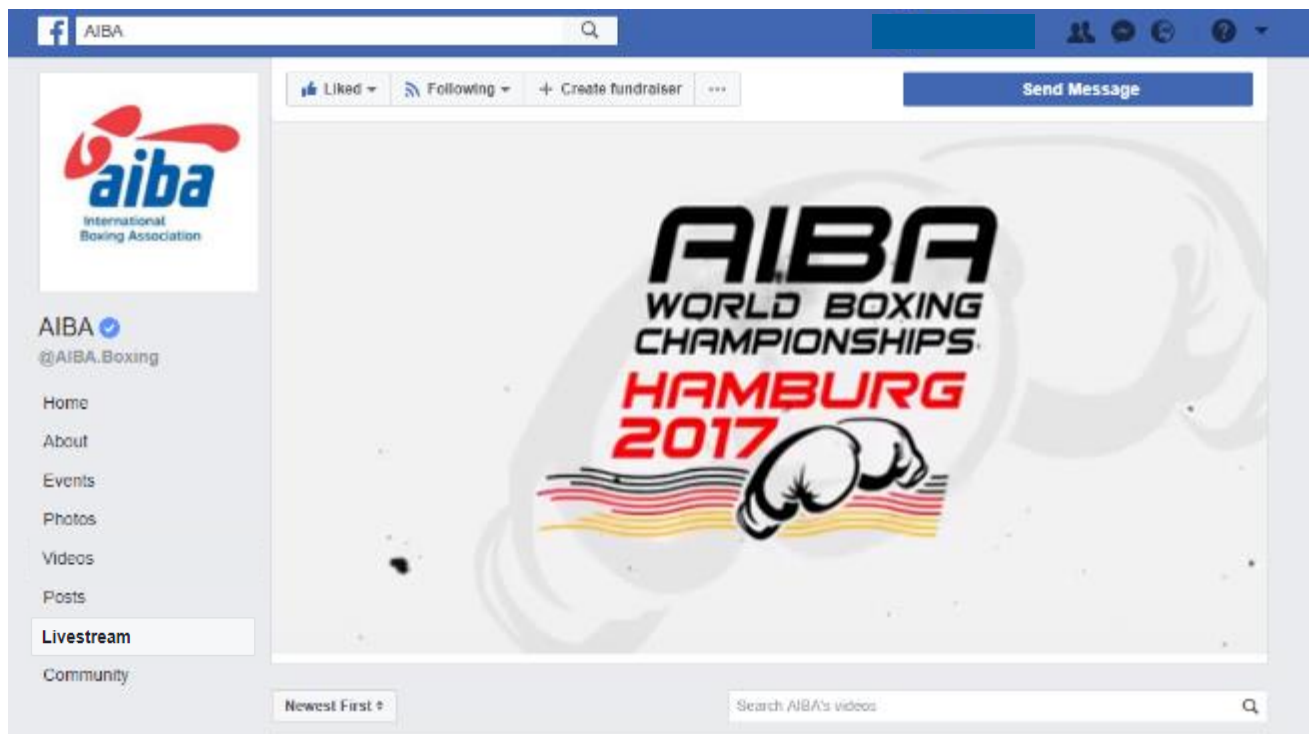 AIBA
Liked
Following
+ Create fundraiser
...
Send Message
aiba
International
Boxing Association
AIBA
@AIBA.Boxing
Home
About
Events
Photos
Videos
Posts
Livestream
Community
AIBA
WORLD BOXING
CHAMPIONSHIPS
HAMBURG
2017
Newest First
Search AIBA's videos